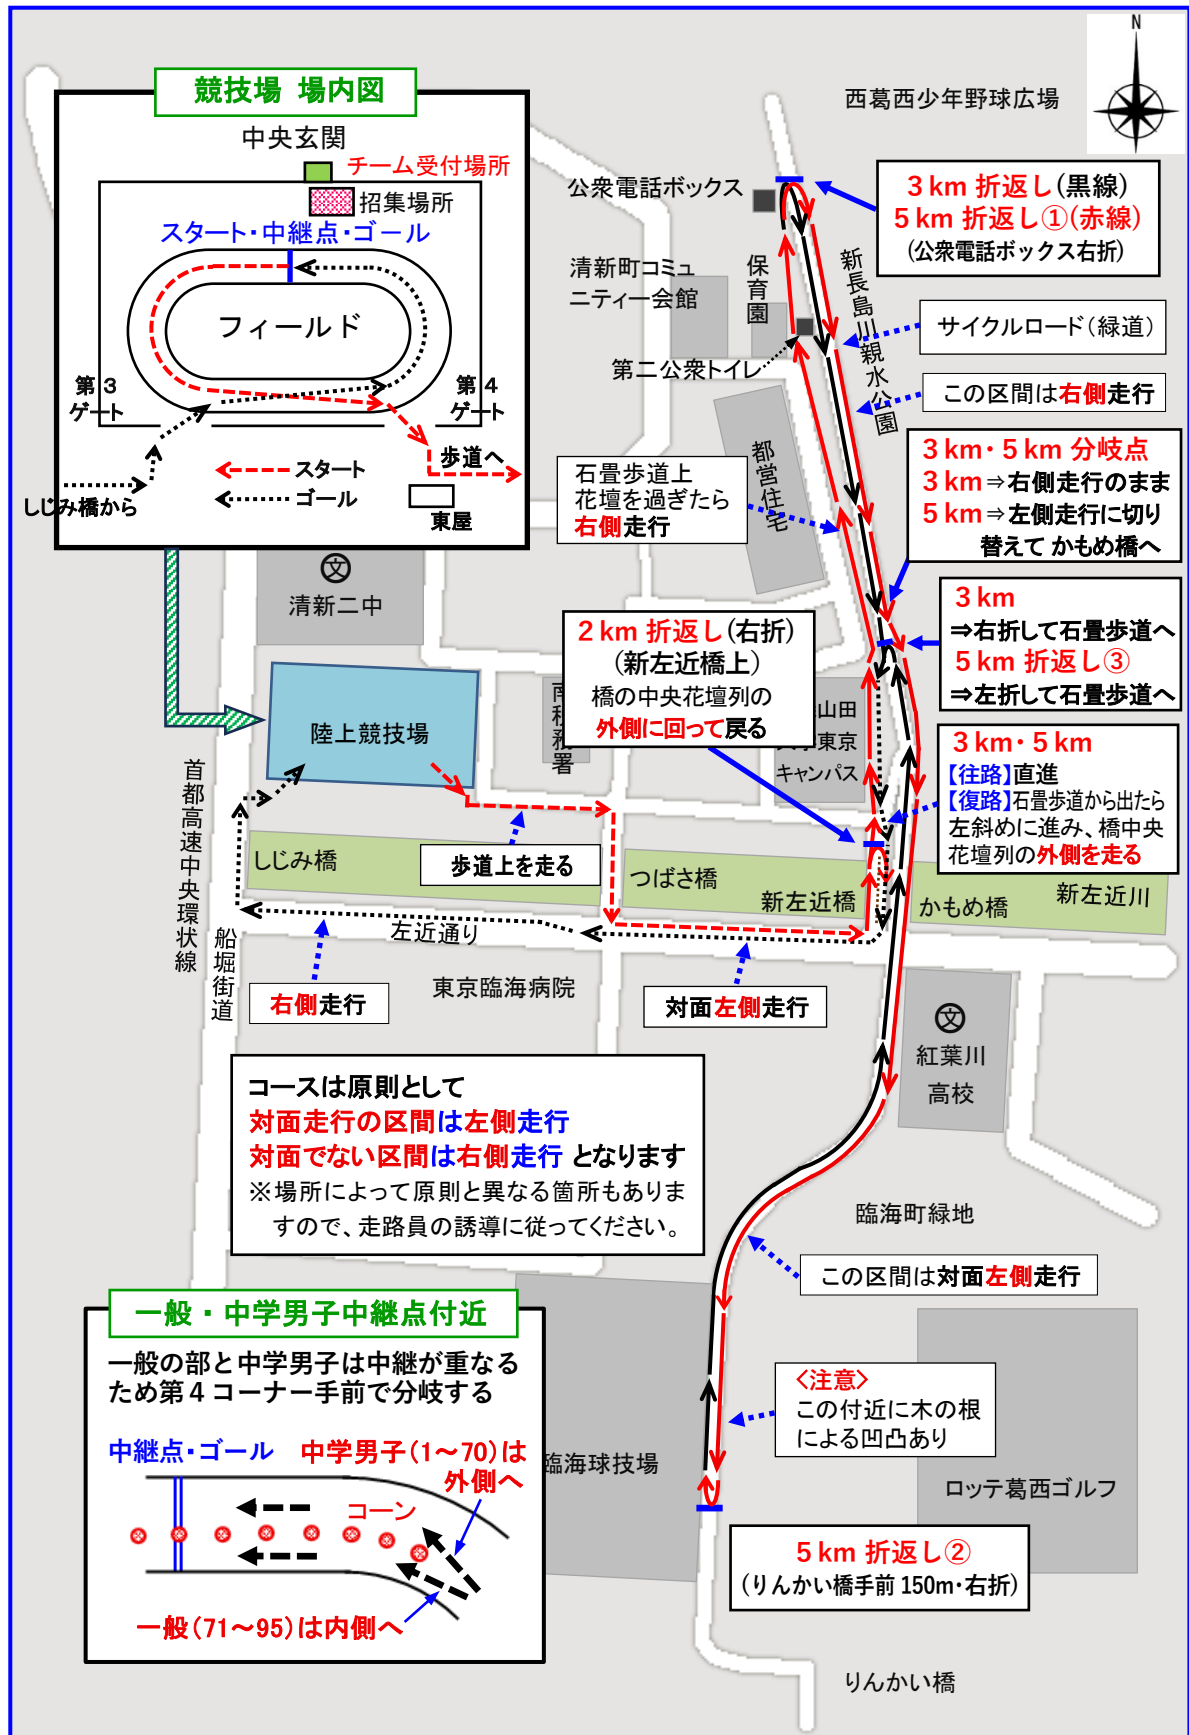 N
西葛西少年野球広場
競技場 場内図
中央玄関
チーム受付場所
招集場所
スタート・中継点・ゴール
フィールド
第3
ゲート
第4
ゲート
歩道へ
スタート
ゴール
しじみ橋から
東屋
公衆電話ボックス
3km 折返し(黒線)
5km 折返し①(赤線)
(公衆電話ボックス右折)
清新町コミュ
ニティー会館
保育園
新長島川親水公園
サイクルロード(緑道)
第二公衆トイレ
この区間は右側走行
都営住宅
石畳歩道上
花壇を過ぎたら
右側走行
3km・5km 分岐点
3km⇒右側走行のまま
5km⇒左側走行に切り
替えて かもめ橋へ
清新二中
3km
⇒右折して石畳歩道へ
5km 折返し③
⇒左折して石畳歩道へ
2km 折返し(右折)
(新左近橋上)
橋の中央花壇列の
外側に回って戻る
陸上競技場
署
山田
東京
キャンパス
3km・5km
【往路】直進
【復路】石畳歩道から出たら
左斜めに進み、橋中央
花壇列の外側を走る
首都高速中央環状線
しじみ橋
歩道上を走る
つばさ橋
新左近橋
かもめ橋
新左近川
船堀街道
左近通り
右側走行
東京臨海病院
対面左側走行
紅葉川
高校
コースは原則として
対面走行の区間は左側走行
対面でない区間は右側走行 となります
※場所によって原則と異なる箇所もありま
すので、走路員の誘導に従ってください。
臨海町緑地
この区間は対面左側走行
一般・中学男子中継点付近
一般の部と中学男子は中継が重なる
ため第4コーナー手前で分岐する
中継点・ゴール
中学男子(1～70)は
外側へ
コーン
一般(71～95)は内側へ
<注意>
この付近に木の根
による凹凸あり
臨海球技場
ロッテ葛西ゴルフ
5km 折返し②
(りんかい橋手前150m・右折)
りんかい橋